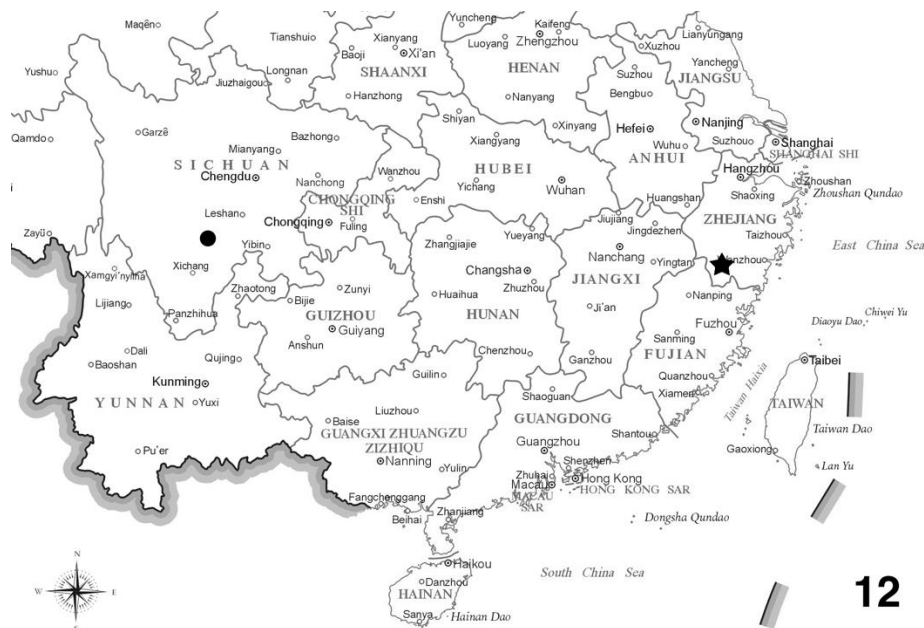 Maqên
Tianshui
Xianyang
Yuncheng
Kaifeng
Lianyungang
Baoji
Xi'an
Luoyang
Zhengzhou
Xuzhou
Yushu
Longnan
SHAANXI
HENAN
Suzhou
Yancheng
JIANGSU
Jiuzhaigou
Hanzhong
Nanyang
Bengbu
Shiyan
Qamdo
Garzê
Bazhong
Xiangyang
Xinyang
Hefei
Nanjing
Mianyang
Wuhu
Suzhou
Shanghai
SHANGHAI SHI
SICHUAN
HUBEI
ANHUI
Chengdu
Nanchong
Wanzhou
Yichang
Wuhan
Hangzhou
Zhoushan
Zhoushan Qundao
CHONGQING
SHI
Enshi
Huangshan
Shaoxing
Leshan
Chongqing
Fuling
Jiujiang
Jingdezhen
ZHEJIANG
Zayü
Yibin
Zhangjiajie
Yueyang
Nanchang
Taizhou
East China Sea
Xichang
Changsha
Yingtan
JIANGXI
Zhaotong
Bijie
Zunyi
Huaihua
Zhuzhou
Ji'an
Nanping
Lijiang
Panzhihua
GUIZHOU
HUNAN
Chiwei Yu
Diaoyu Dao
Guiyang
Fuzhou
Sanming
Dali
Qujing
Anshun
Chenzhou
Ganzhou
FUJIAN
Baoshan
Taibei
Kunming
Guilin
Quanzhou
YUNNAN
Yuxi
Shaoguan
Xiamen
Taiwan Haixia
TAIWAN
Baise
Liuzhou
GUANGDONG
Taiwan Dao
GUANGXI ZHUANGZU
ZIZHIQU
Shantou
Pu'er
Guangzhou
Gaoxiong
Nanning
Yulin
Shenzhen
Lan Yu
Zhuhai
Hong Kong
Macau
HONG KONG SAR
MACAU
SAR
Fangchenggang
Beihai
Zhanjiang
Dongsha Qundao
Haikou
South China Sea
Danzhou
HAINAN
Sanya
Hainan Dao
N
W
E
S
12